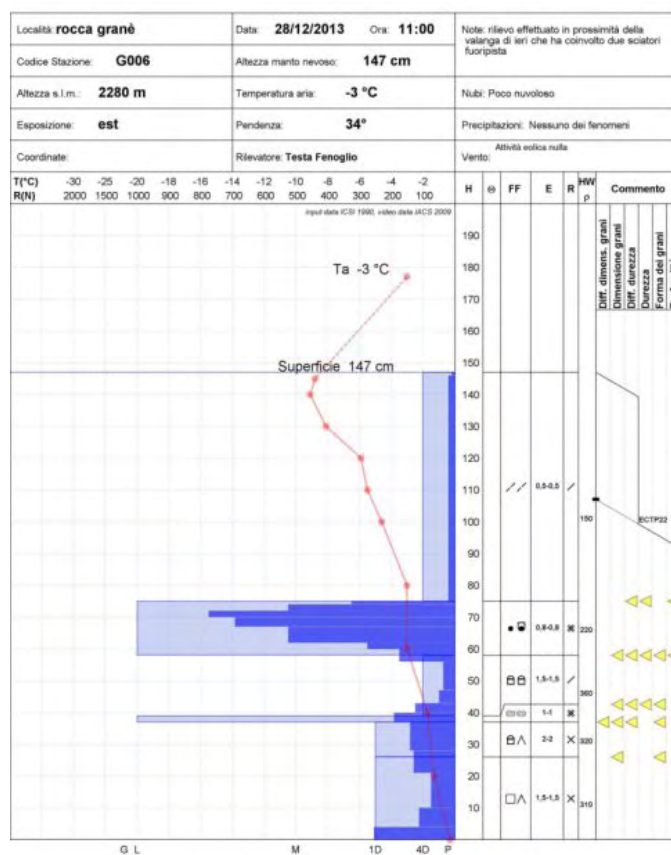 Località: rocca granè
Data: 28/12/2013 Ora: 11:00
Note: rilievo effettuato in prossimità della
valanga di ieri che ha coinvolto due sciatori
fuoripista
Codice Stazione: G006
Altezza manto nevoso: 147 cm
Altezza s.l.m.: 2280 m
Temperatura aria: -3 °C
Nubi: Poco nuvoloso
Esposizione: est
Pendenza: 34°
Precipitazioni: Nessuno dei fenomeni
Coordinate:
Rilevatore: Testa Fenoglio
Attività eolica nulla
Vento:
T(°C) -30 -25 -20 -18 -16 -14 -12 -10 -8 -6 -4 -2
R(N) 2000 1500 1000 900 800 700 600 500 400 300 200 100
H FF E R HW ρ Commento
input data ICSI 1990, video data IACS 2009
Diff. dimens. grani
Dimensione grani
Diff. durezza
Durezza
Forma dei grani
190
180
Ta -3 °C
170
160
150
Superficie 147 cm
140
130
120
110
0,5-0,5
100
150
ECTP22
90
80
70
0,8-0,8
220
60
50
1,5-1,5
360
40
1-1
30
2-2
320
20
10
1,5-1,5
310
G L M 1D 4D P